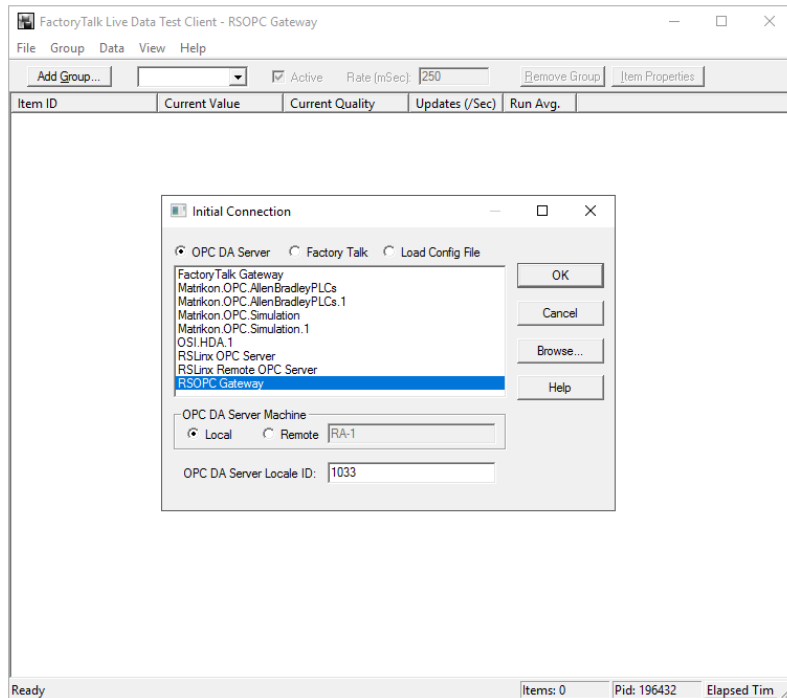 FactoryTalk Live Data Test Client - RSOPC Gateway
File Group Data View Help
Add Group... Active Rate (mSec): 250 Remove Group Item Properties
Item ID Current Value Current Quality Updates (/Sec) Run Avg.
Initial Connection
OPC DA Server Factory Talk Load Config File
FactoryTalk Gateway
Matrikon.OPC.AllenBradleyPLCs
Matrikon.OPC.AllenBradleyPLCs.1
Matrikon.OPC.Simulation
Matrikon.OPC.Simulation.1
OSI.HDA.1
RSLinx OPC Server
RSLinx Remote OPC Server
RSOPC Gateway
OK
Cancel
Browse...
Help
OPC DA Server Machine
Local Remote RA-1
OPC DA Server Locale ID: 1033
Ready Items: 0 Pid: 196432 Elapsed Tim